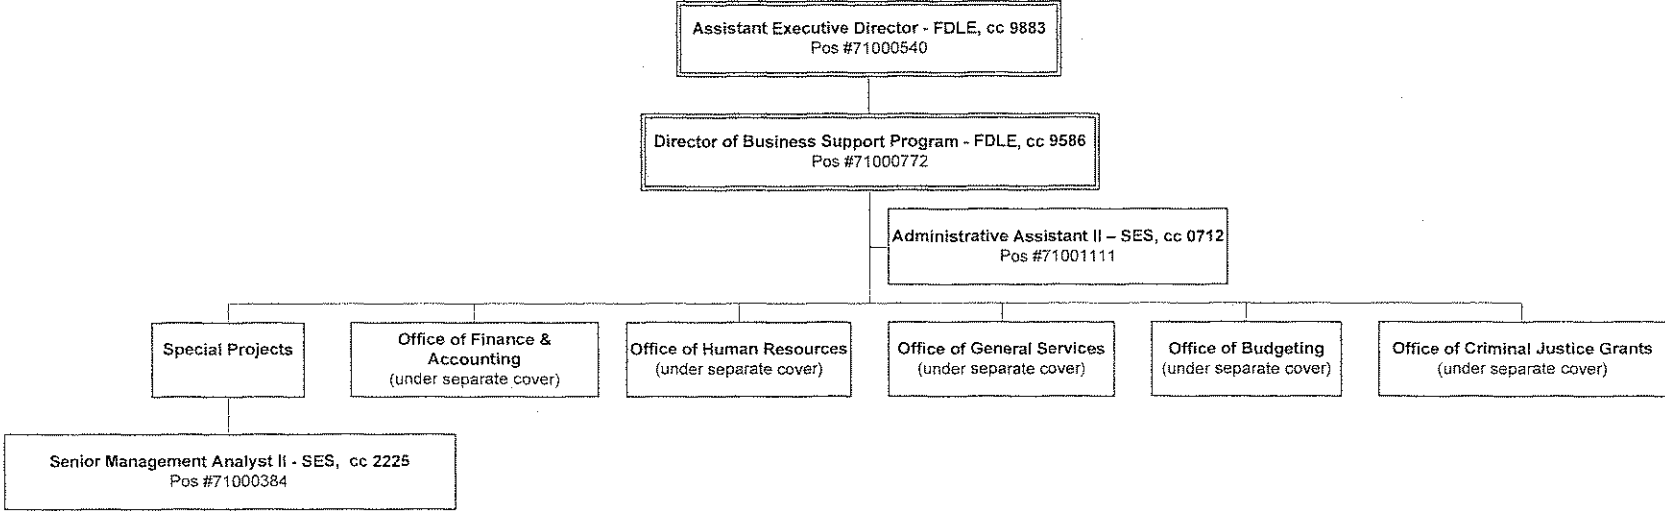 Assistant Executive Director - FDLE, cc 9883
Pos #71000540
Director of Business Support Program - FDLE, cc 9586
Pos #71000772
Administrative Assistant II – SES, cc 0712
Pos #71001111
Special Projects
Office of Finance &
Accounting
(under separate cover)
Office of Human Resources
(under separate cover)
Office of General Services
(under separate cover)
Office of Budgeting
(under separate cover)
Office of Criminal Justice Grants
(under separate cover)
Senior Management Analyst II - SES, cc 2225
Pos #71000384